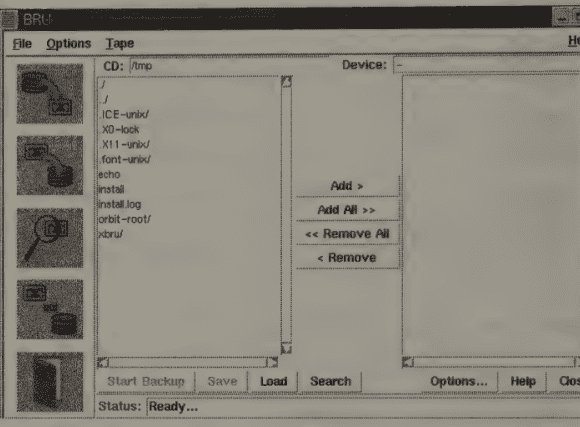 BRU
File Options Tape
CD: /tmp Device: -
./
../
.ICE-unix/
.X0-lock
.X11-unix/
.font-unix/
echo
install
install.log
orbit-root/
xbru/
Add >
Add All >>
<< Remove All
< Remove
Start Backup Save Load Search Options... Help
Status: Ready...